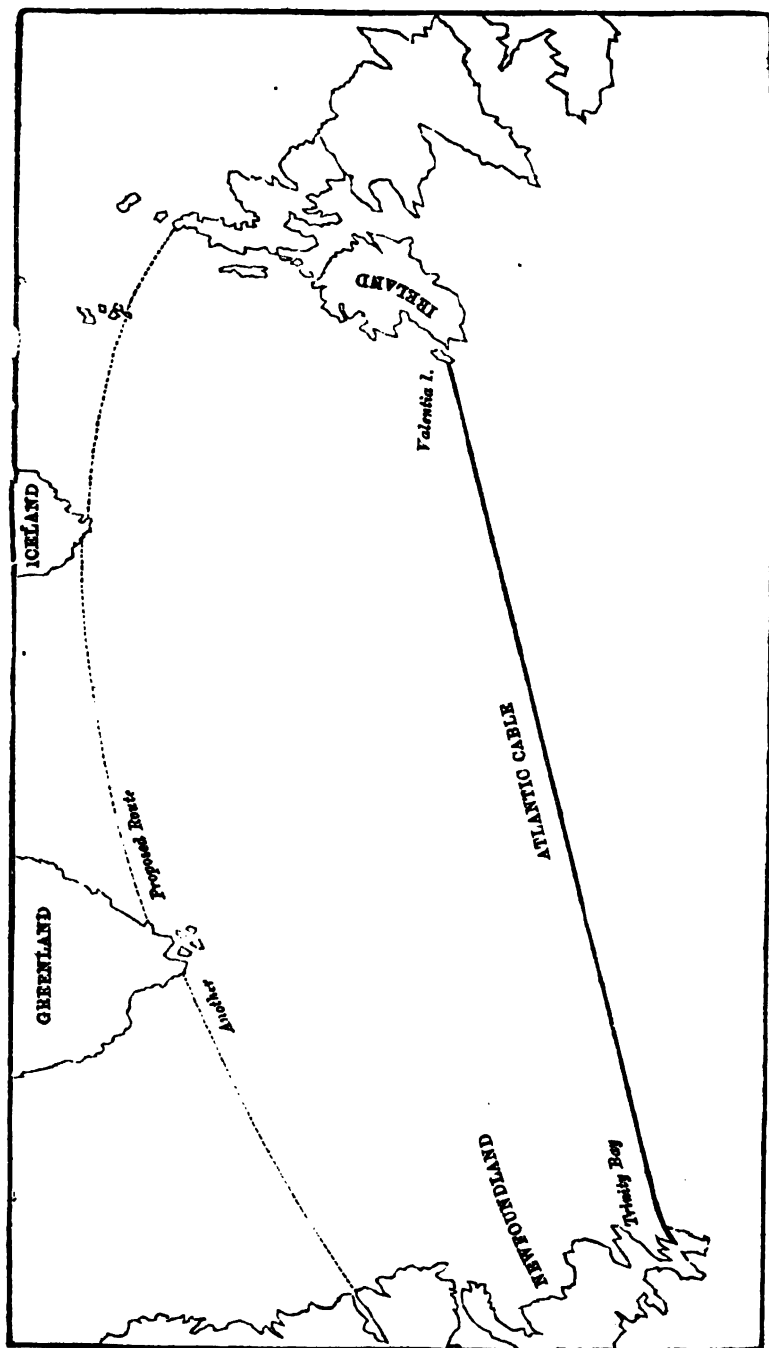 GREENLAND
ICELAND
Another
Proposed Route
IRELAND
Valentia I.
ATLANTIC CABLE
NEWFOUNDLAND
Trinity Bay